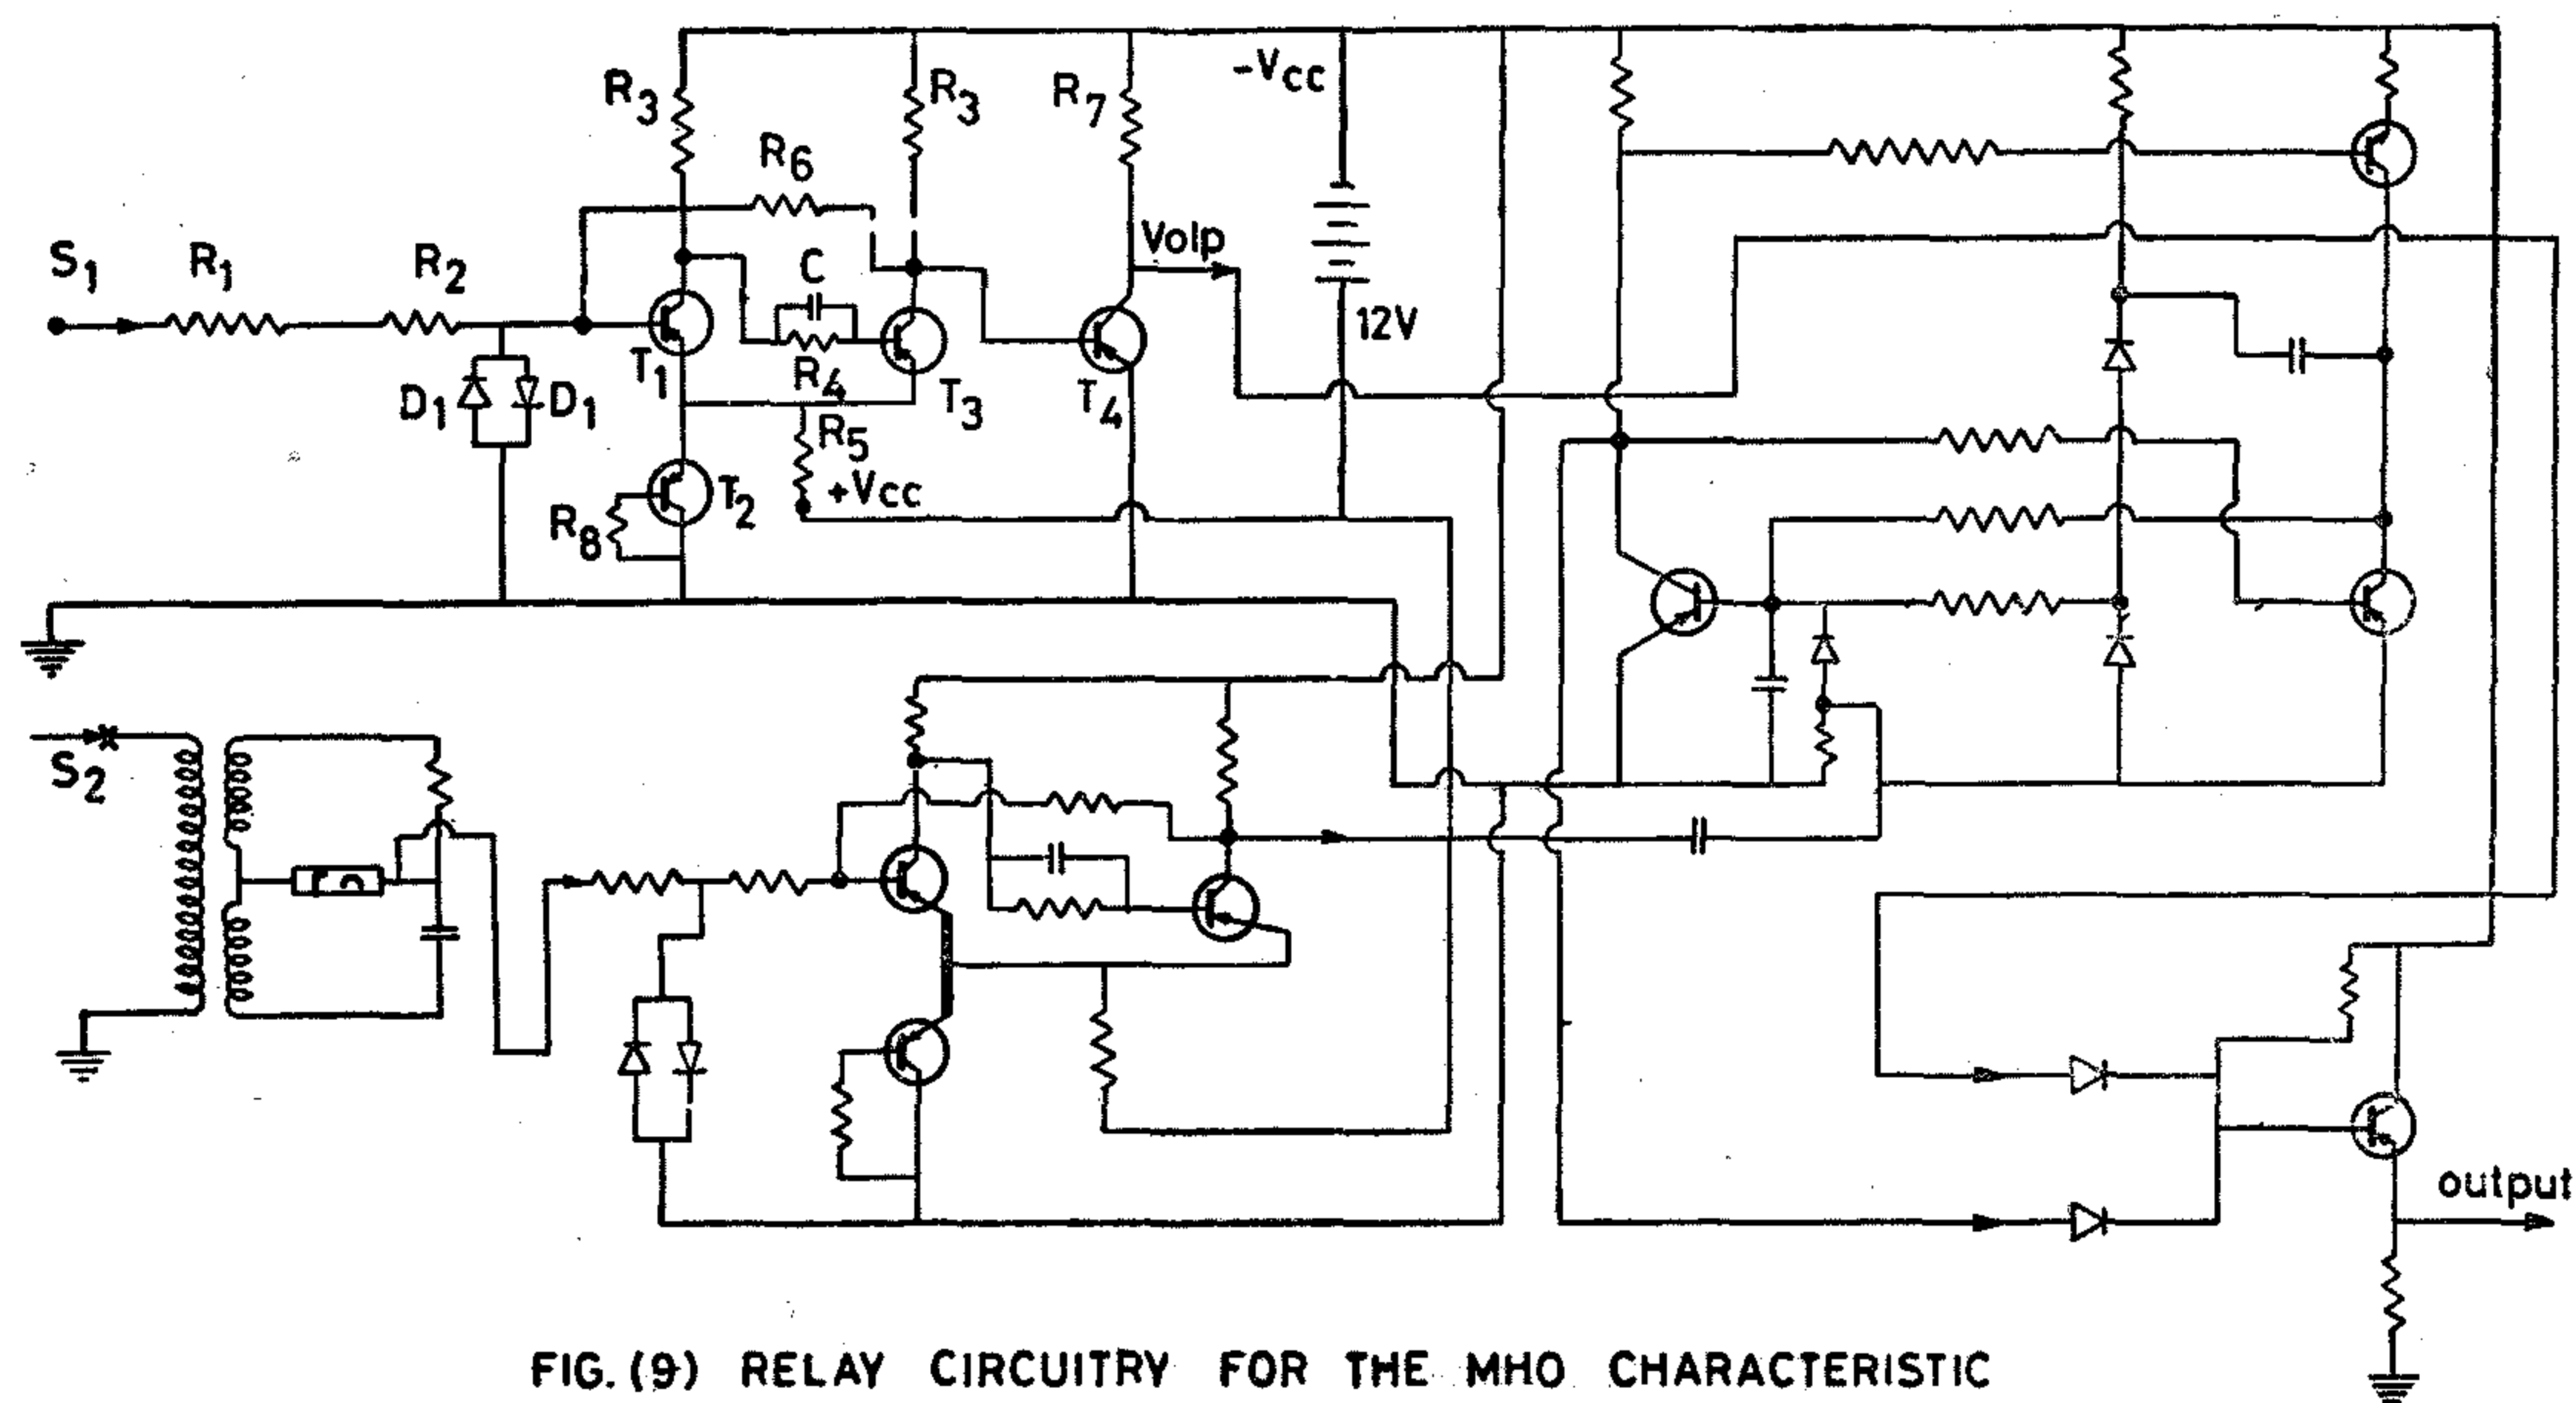 R3
R3
R7
-Vcc
R6
S1
R1
R2
C
Volp
12V
T1
R4
D1
D1
T3
T4
R5
+Vcc
T2
R8
S2
output
FIG. (9) RELAY CIRCUITRY FOR THE MHO CHARACTERISTIC